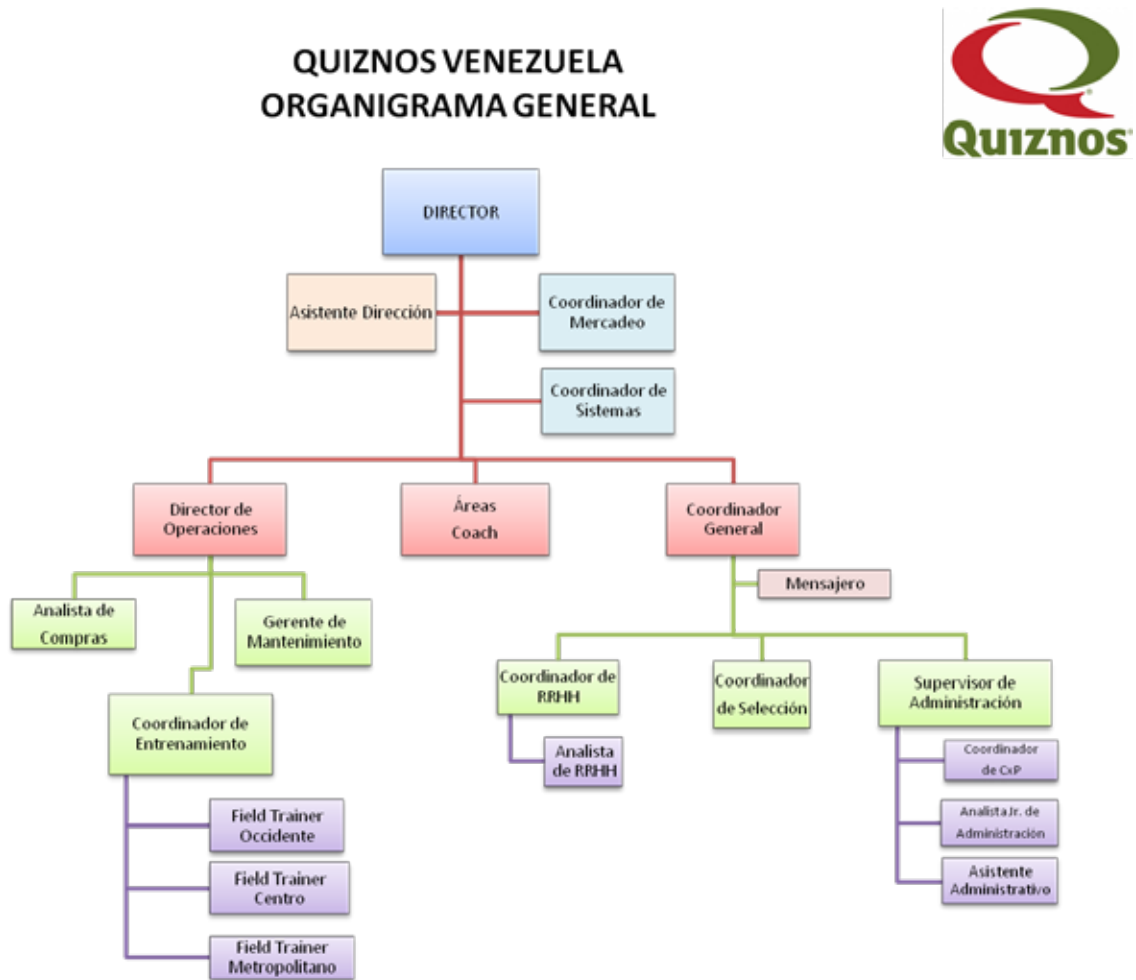 QUIZNOS VENEZUELA
ORGANIGRAMA GENERAL
Quiznos
DIRECTOR
Asistente Dirección
Coordinador de
Mercadeo
Coordinador de
Sistemas
Director de
Operaciones
Áreas
Coach
Coordinador
General
Mensajero
Analista de
Compras
Gerente de
Mantenimiento
Coordinador de
RRHH
Coordinador
de Selección
Supervisor de
Administración
Coordinador de
Entrenamiento
Analista
de RRHH
Coordinador
de CxP
Analista Jr. de
Administración
Asistente
Administrativo
Field Trainer
Occidente
Field Trainer
Centro
Field Trainer
Metropolitano